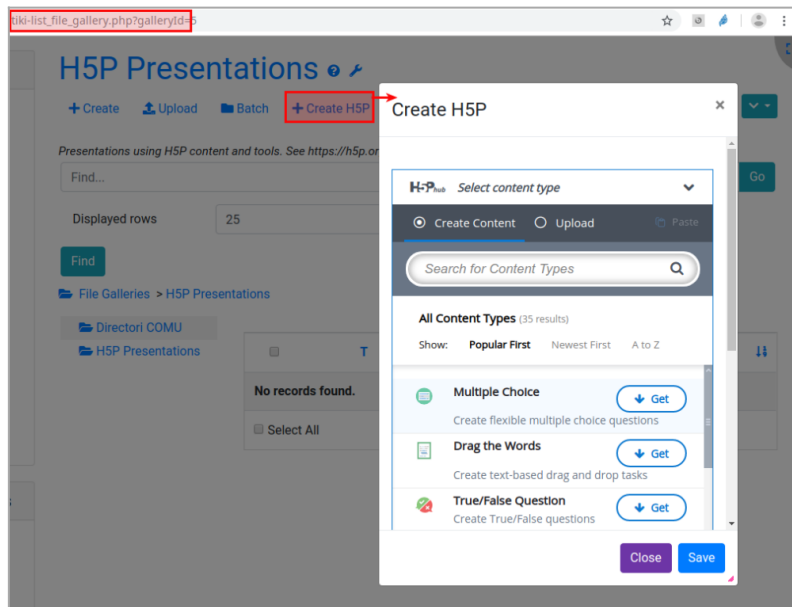 tiki-list_file_gallery.php?galleryId=5
H5P Presentations
Create Upload Batch Create H5P
Presentations using H5P content and tools. See https://h5p.or
Find...
Go
Displayed rows 25
Find
File Galleries > H5P Presentations
Directori COMU
H5P Presentations
T
No records found.
Select All
Create H5P ×
H5P hub Select content type
Create Content Upload Paste
Search for Content Types
All Content Types (35 results)
Show: Popular First Newest First A to Z
Multiple Choice
Get
Create flexible multiple choice questions
Drag the Words
Get
Create text-based drag and drop tasks
True/False Question
Get
Create True/False questions
Close Save